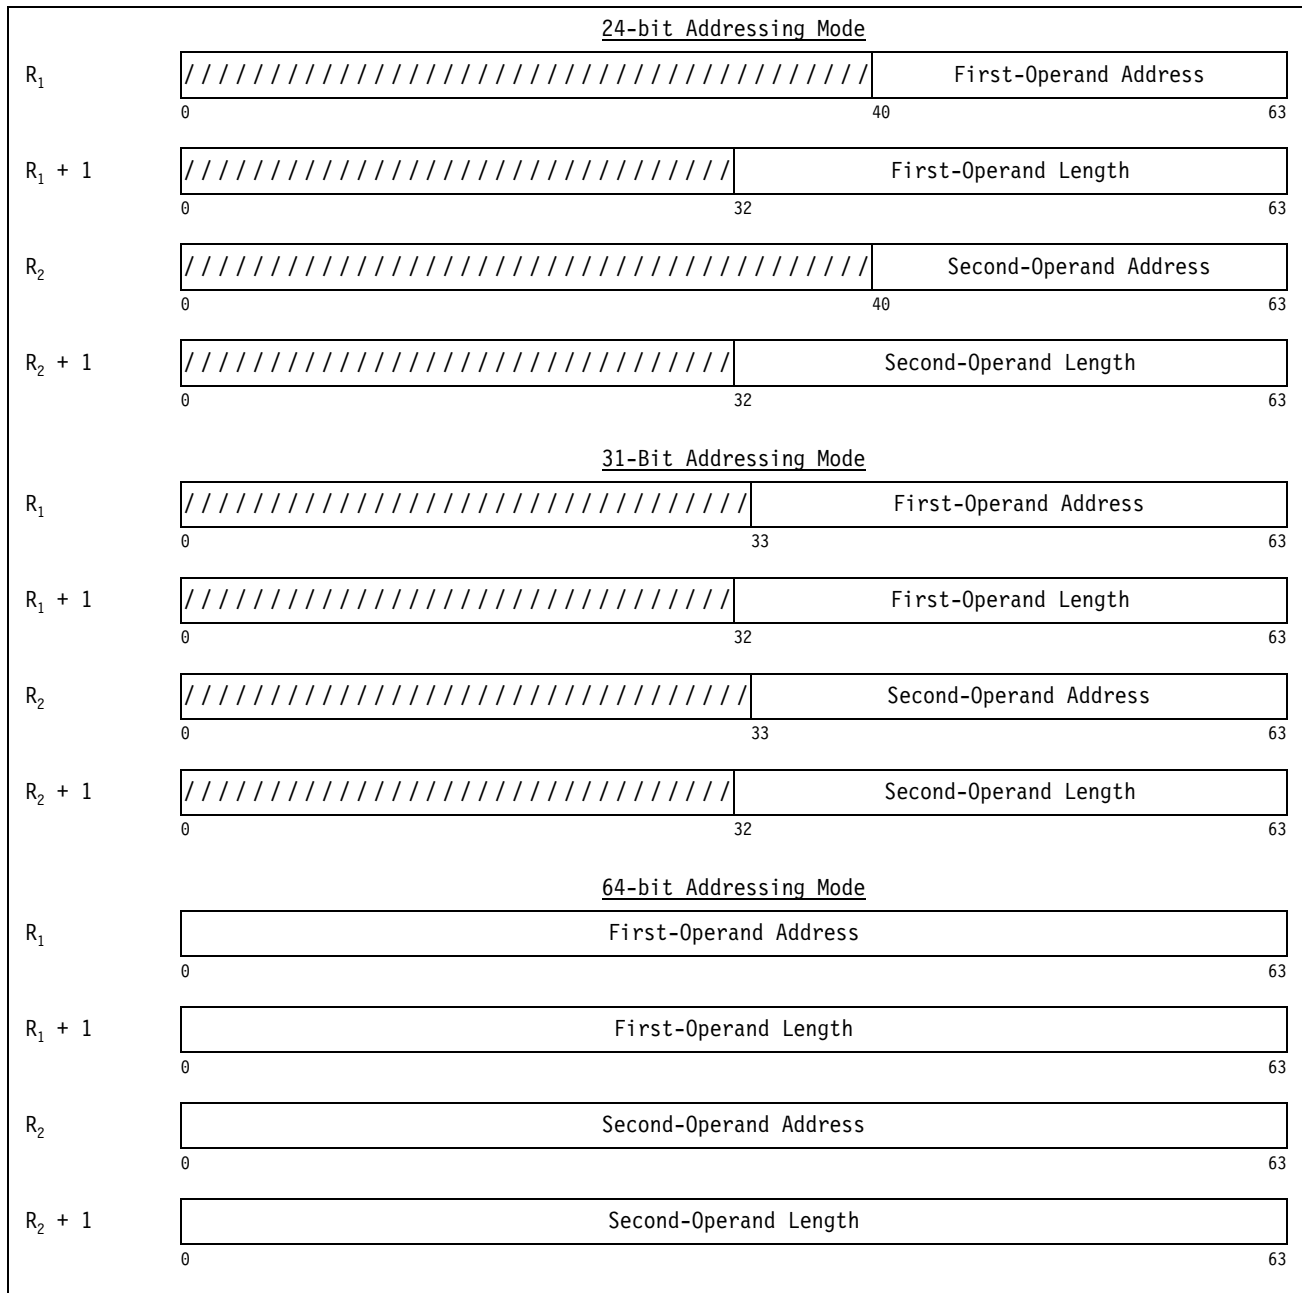 24-bit Addressing Mode
R₁ ////////////////////////////////////////First-Operand Address
0 40 63
R₁ + 1 ////////////////////////////////First-Operand Length
0 32 63
R₂ ////////////////////////////////////////Second-Operand Address
0 40 63
R₂ + 1 ////////////////////////////////Second-Operand Length
0 32 63
31-Bit Addressing Mode
R₁ /////////////////////////////////First-Operand Address
0 33 63
R₁ + 1 ////////////////////////////////First-Operand Length
0 32 63
R₂ /////////////////////////////////Second-Operand Address
0 33 63
R₂ + 1 ////////////////////////////////Second-Operand Length
0 32 63
64-bit Addressing Mode
R₁ First-Operand Address
0 63
R₁ + 1 First-Operand Length
0 63
R₂ Second-Operand Address
0 63
R₂ + 1 Second-Operand Length
0 63